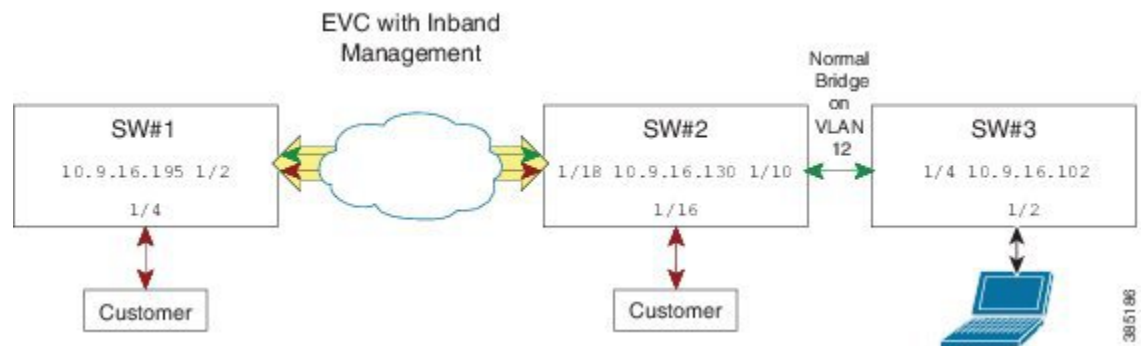 EVC with Inband
Management
Normal
Bridge
on
VLAN
12
SW#1
10.9.16.195 1/2
1/4
Customer
SW#2
1/18 10.9.16.130 1/10
1/16
Customer
SW#3
1/4 10.9.16.102
1/2
385186